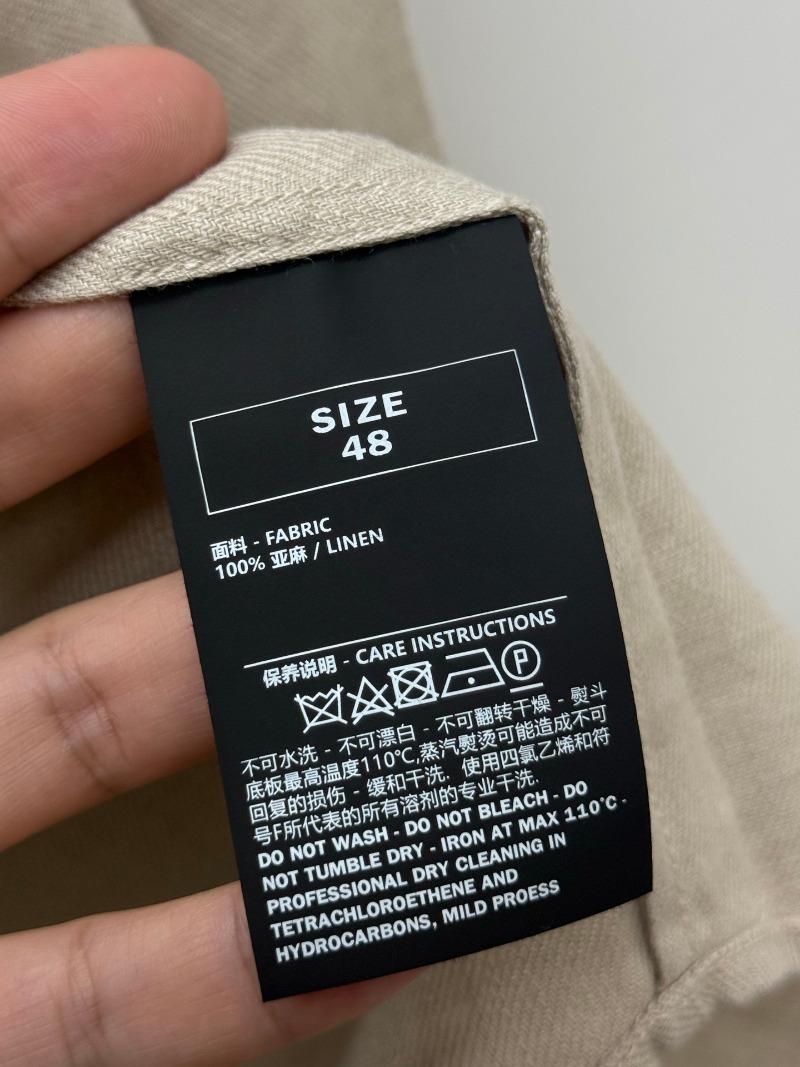 SIZE
48
面料 - FABRIC
100% 亚麻 / LINEN
保养说明 - CARE INSTRUCTIONS
P
不可水洗 - 不可漂白 - 不可翻转干燥 - 熨斗
底板最高温度110℃,蒸汽熨烫可能造成不可
回复的损伤 - 缓和干洗. 使用四氯乙烯和符
号F所代表的所有溶剂的专业干洗.
DO NOT WASH - DO NOT BLEACH - DO
NOT TUMBLE DRY - IRON AT MAX 110℃ -
PROFESSIONAL DRY CLEANING IN
TETRACHLOROETHENE AND
HYDROCARBONS, MILD PROESS